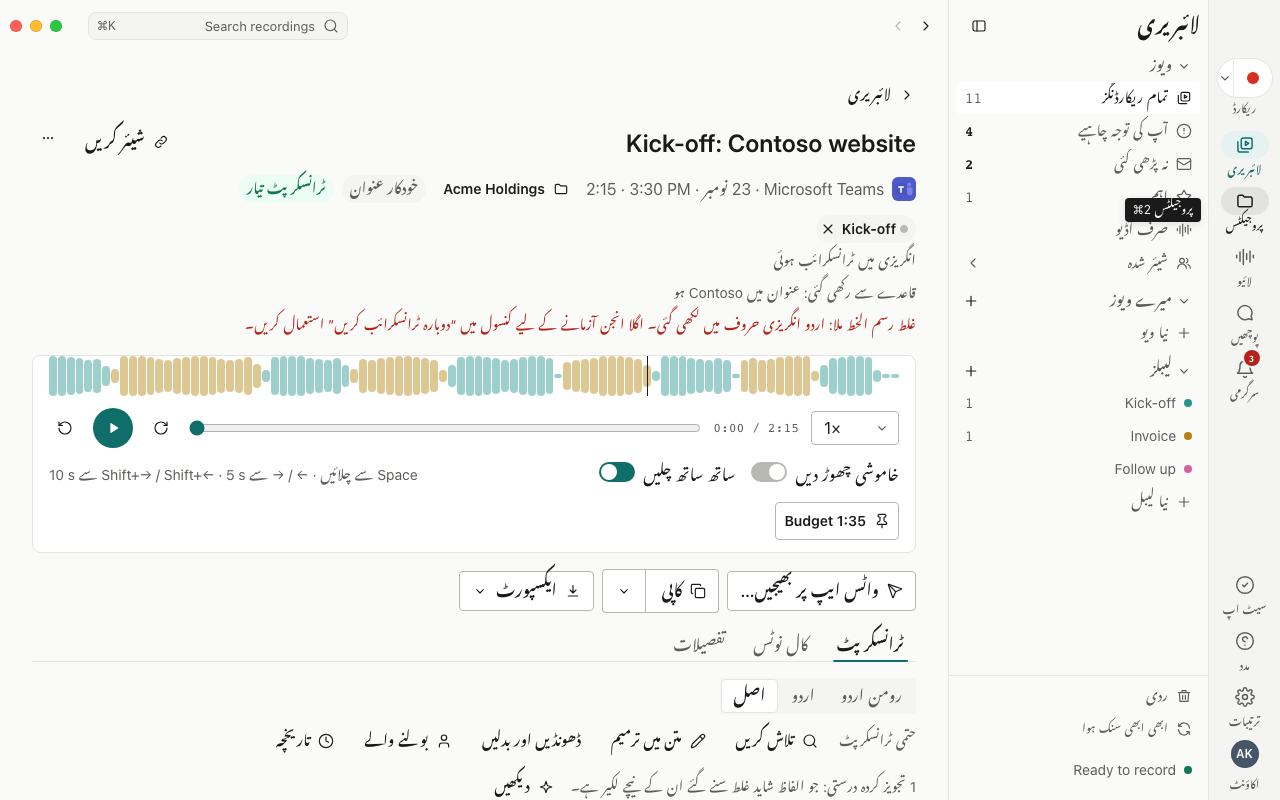 ریکارڈ
لائبریری
پروجیکٹس
لائیو
پوچھیں
3
سرگرمی
سیٹ اپ
مدد
ترتیبات
AK
اکاؤنٹ
لائبریری
ویوز
تمام ریکارڈنگز 11
آپ کی توجہ چاہیے 4
نہ پڑھی گئی 2
اہم 1
پروجیکٹس ⌘2
صرف آڈیو
شیئر شدہ
میرے ویوز
نیا ویو
لیبلز
Kick-off 1
Invoice 1
Follow up
نیا لیبل
ردی
ابھی ابھی سنک ہوا
Ready to record
Search recordings ⌘K
لائبریری
Kick-off: Contoso website
شیئر کریں
...
Microsoft Teams · 23 نومبر · 3:30 PM · 2:15
Acme Holdings
خودکار عنوان
ٹرانسکرپٹ تیار
Kick-off
انگریزی میں ٹرانسکرائب ہوئی
قاعدے سے رکھی گئی: عنوان میں Contoso ہو
غلط رسم الخط ملا: اردو انگریزی حروف میں لکھی گئی۔ اگلا انجن آزمانے کے لیے کنسول میں "دوبارہ ٹرانسکرائب کریں" استعمال کریں۔
0:00 / 2:15
1×
خاموشی چھوڑ دیں
ساتھ ساتھ چلیں
Space سے چلائیں · ← / → سے 5 s · Shift+← / Shift+→ سے 10 s
Budget 1:35
واٹس ایپ پر بھیجیں...
کاپی
ایکسپورٹ
ٹرانسکرپٹ
کال نوٹس
تفصیلات
رومن اردو
اردو
اصل
حتمی ٹرانسکرپٹ
تلاش کریں
متن میں ترمیم
ڈھونڈیں اور بدلیں
بولنے والے
تاریخچہ
1 تجویز کردہ درستی: جو الفاظ شاید غلط سنے گئے ان کے نیچے لکیر ہے۔
دیکھیں